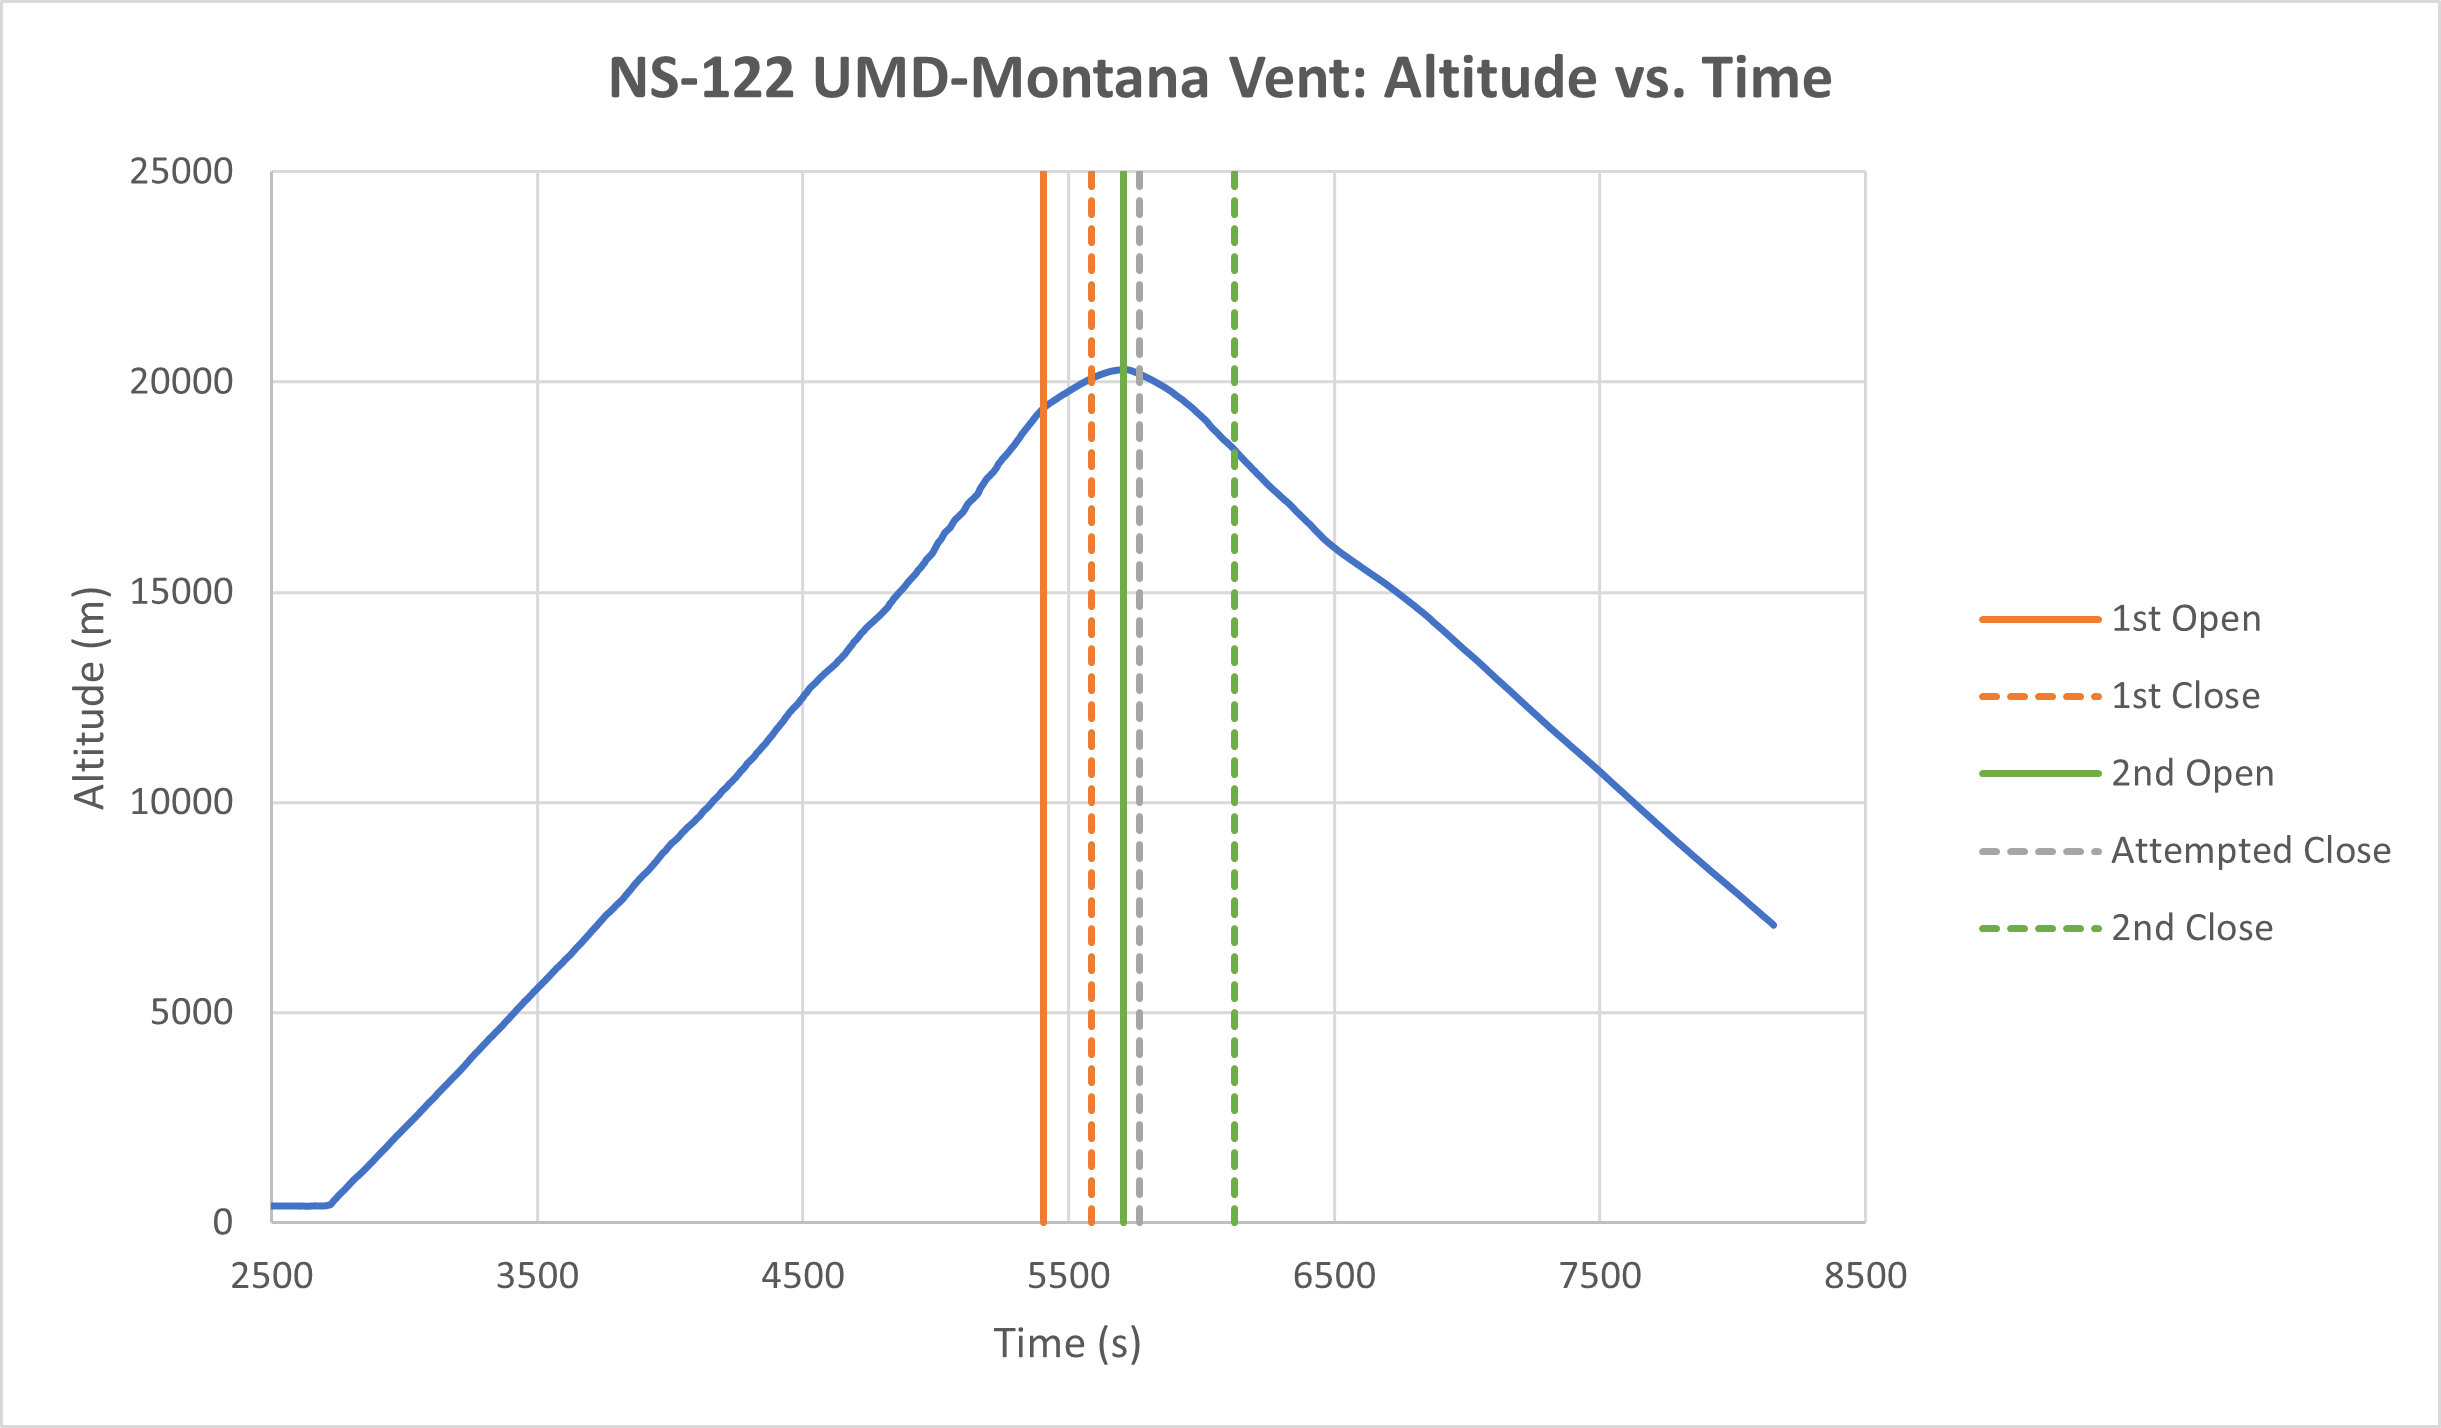 NS-122 UMD-Montana Vent: Altitude vs. Time
25000
20000
15000
10000
5000
0
Altitude (m)
2500 3500 4500 5500 6500 7500 8500
Time (s)
1st Open
1st Close
2nd Open
Attempted Close
2nd Close